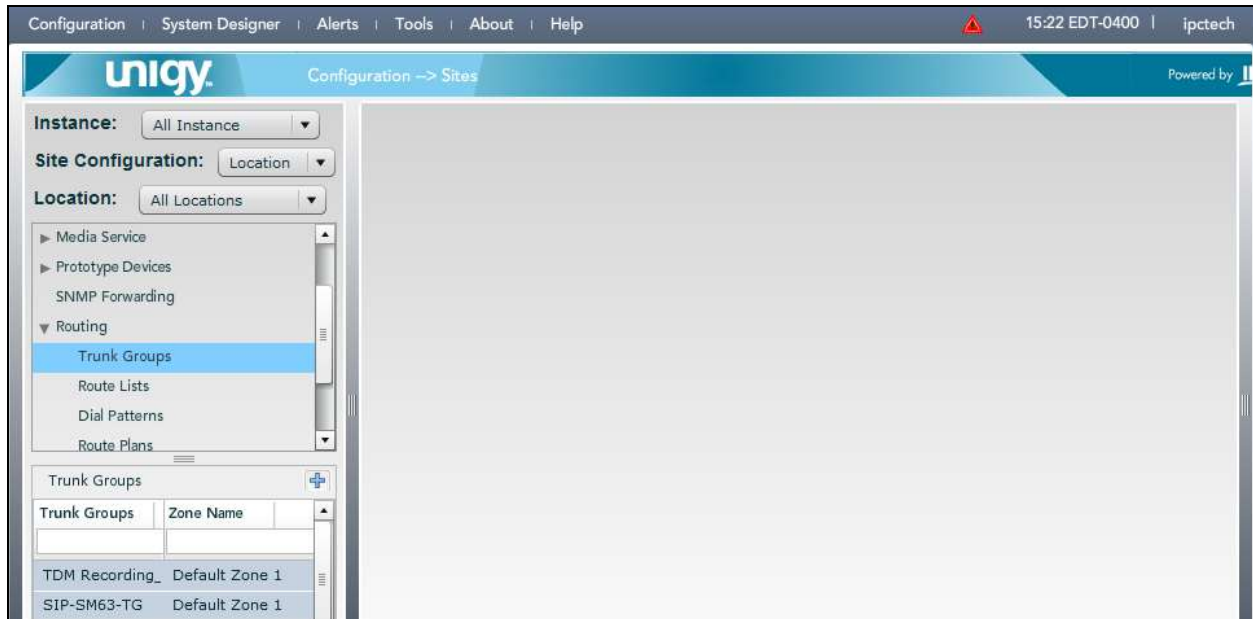 Configuration | System Designer | Alerts | Tools | About | Help 15:22 EDT-0400 | ipctech
unigy. Configuration --> Sites Powered by
Instance: All Instance
Site Configuration: Location
Location: All Locations
Media Service
Prototype Devices
SNMP Forwarding
Routing
Trunk Groups
Route Lists
Dial Patterns
Route Plans
Trunk Groups
Trunk Groups Zone Name
TDM Recording_ Default Zone 1
SIP-SM63-TG Default Zone 1